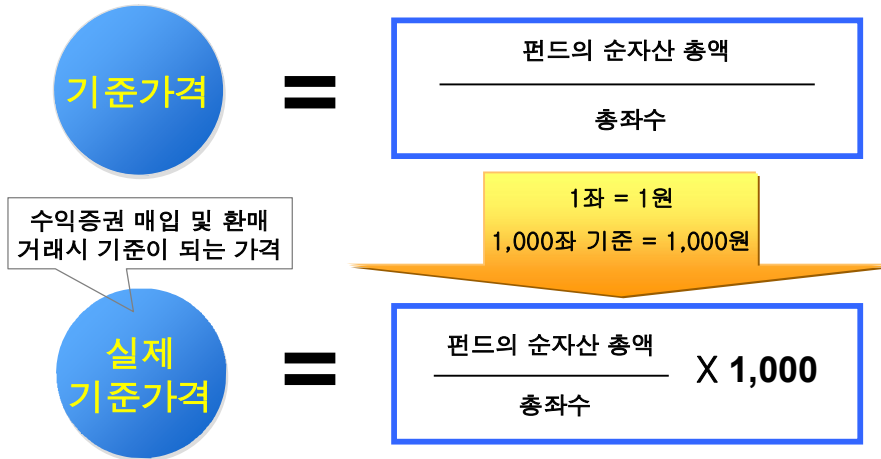 기준가격
=
펀드의 순자산 총액
총좌수
1좌 = 1원
1,000좌 기준 = 1,000원
수익증권 매입 및 환매
거래시 기준이 되는 가격
실제
기준가격
=
펀드의 순자산 총액
총좌수
X 1,000